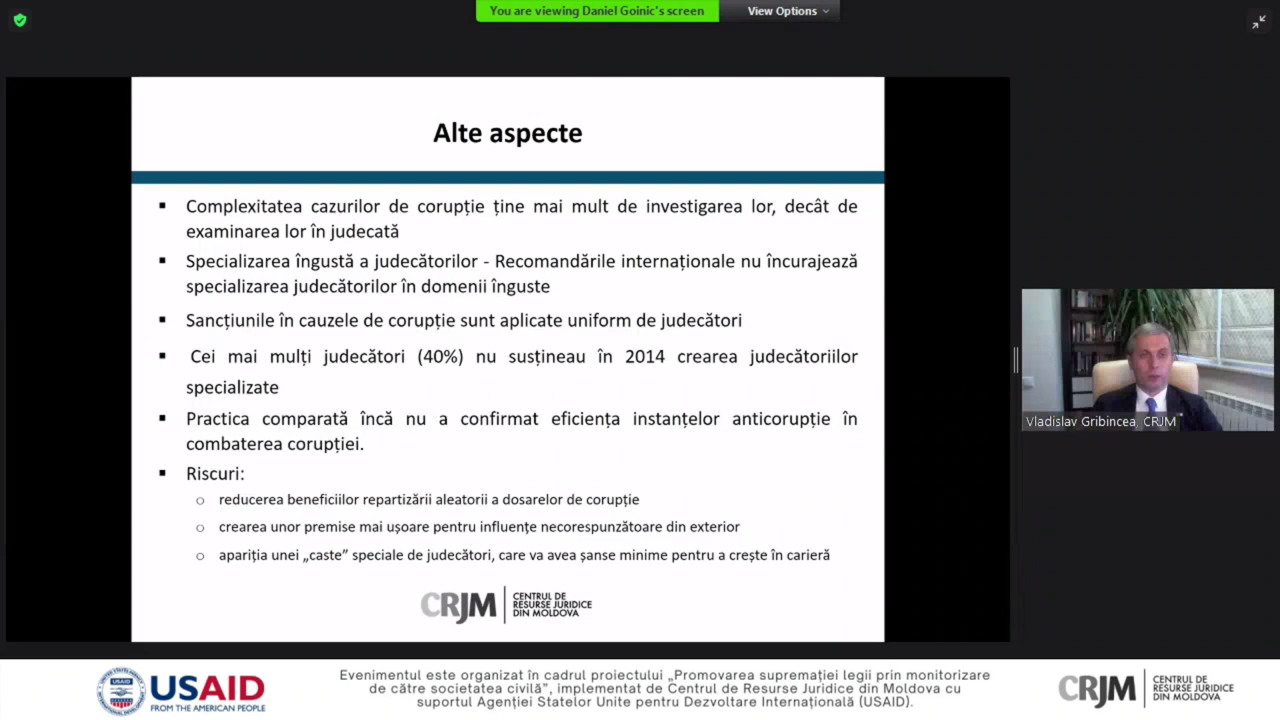 You are viewing Daniel Goinic's screen
View Options
Alte aspecte
▪ Complexitatea cazurilor de corupție ține mai mult de investigarea lor, decât de
examinarea lor în judecată
▪ Specializarea îngustă a judecătorilor - Recomandările internaționale nu încurajează
specializarea judecătorilor în domenii înguste
▪ Sancțiunile în cauzele de corupție sunt aplicate uniform de judecători
▪ Cei mai mulți judecători (40%) nu susțineau în 2014 crearea judecătoriilor
specializate
▪ Practica comparată încă nu a confirmat eficiența instanțelor anticorupție în
combaterea corupției.
▪ Riscuri:
o reducerea beneficiilor repartizării aleatorii a dosarelor de corupție
o crearea unor premise mai ușoare pentru influențe necorespunzătoare din exterior
o apariția unei „caste” speciale de judecători, care va avea șanse minime pentru a crește în carieră
CRJM
CENTRUL DE
RESURSE JURIDICE
DIN MOLDOVA
Vladislav Gribincea, CRJM
USAID
USAID
FROM THE AMERICAN PEOPLE
Evenimentul este organizat în cadrul proiectului „Promovarea supremației legii prin monitorizare
de către societatea civilă”, implementat de Centrul de Resurse Juridice din Moldova cu
suportul Agenției Statelor Unite pentru Dezvoltare Internațională (USAID).
CRJM
CENTRUL DE
RESURSE JURIDICE
DIN MOLDOVA